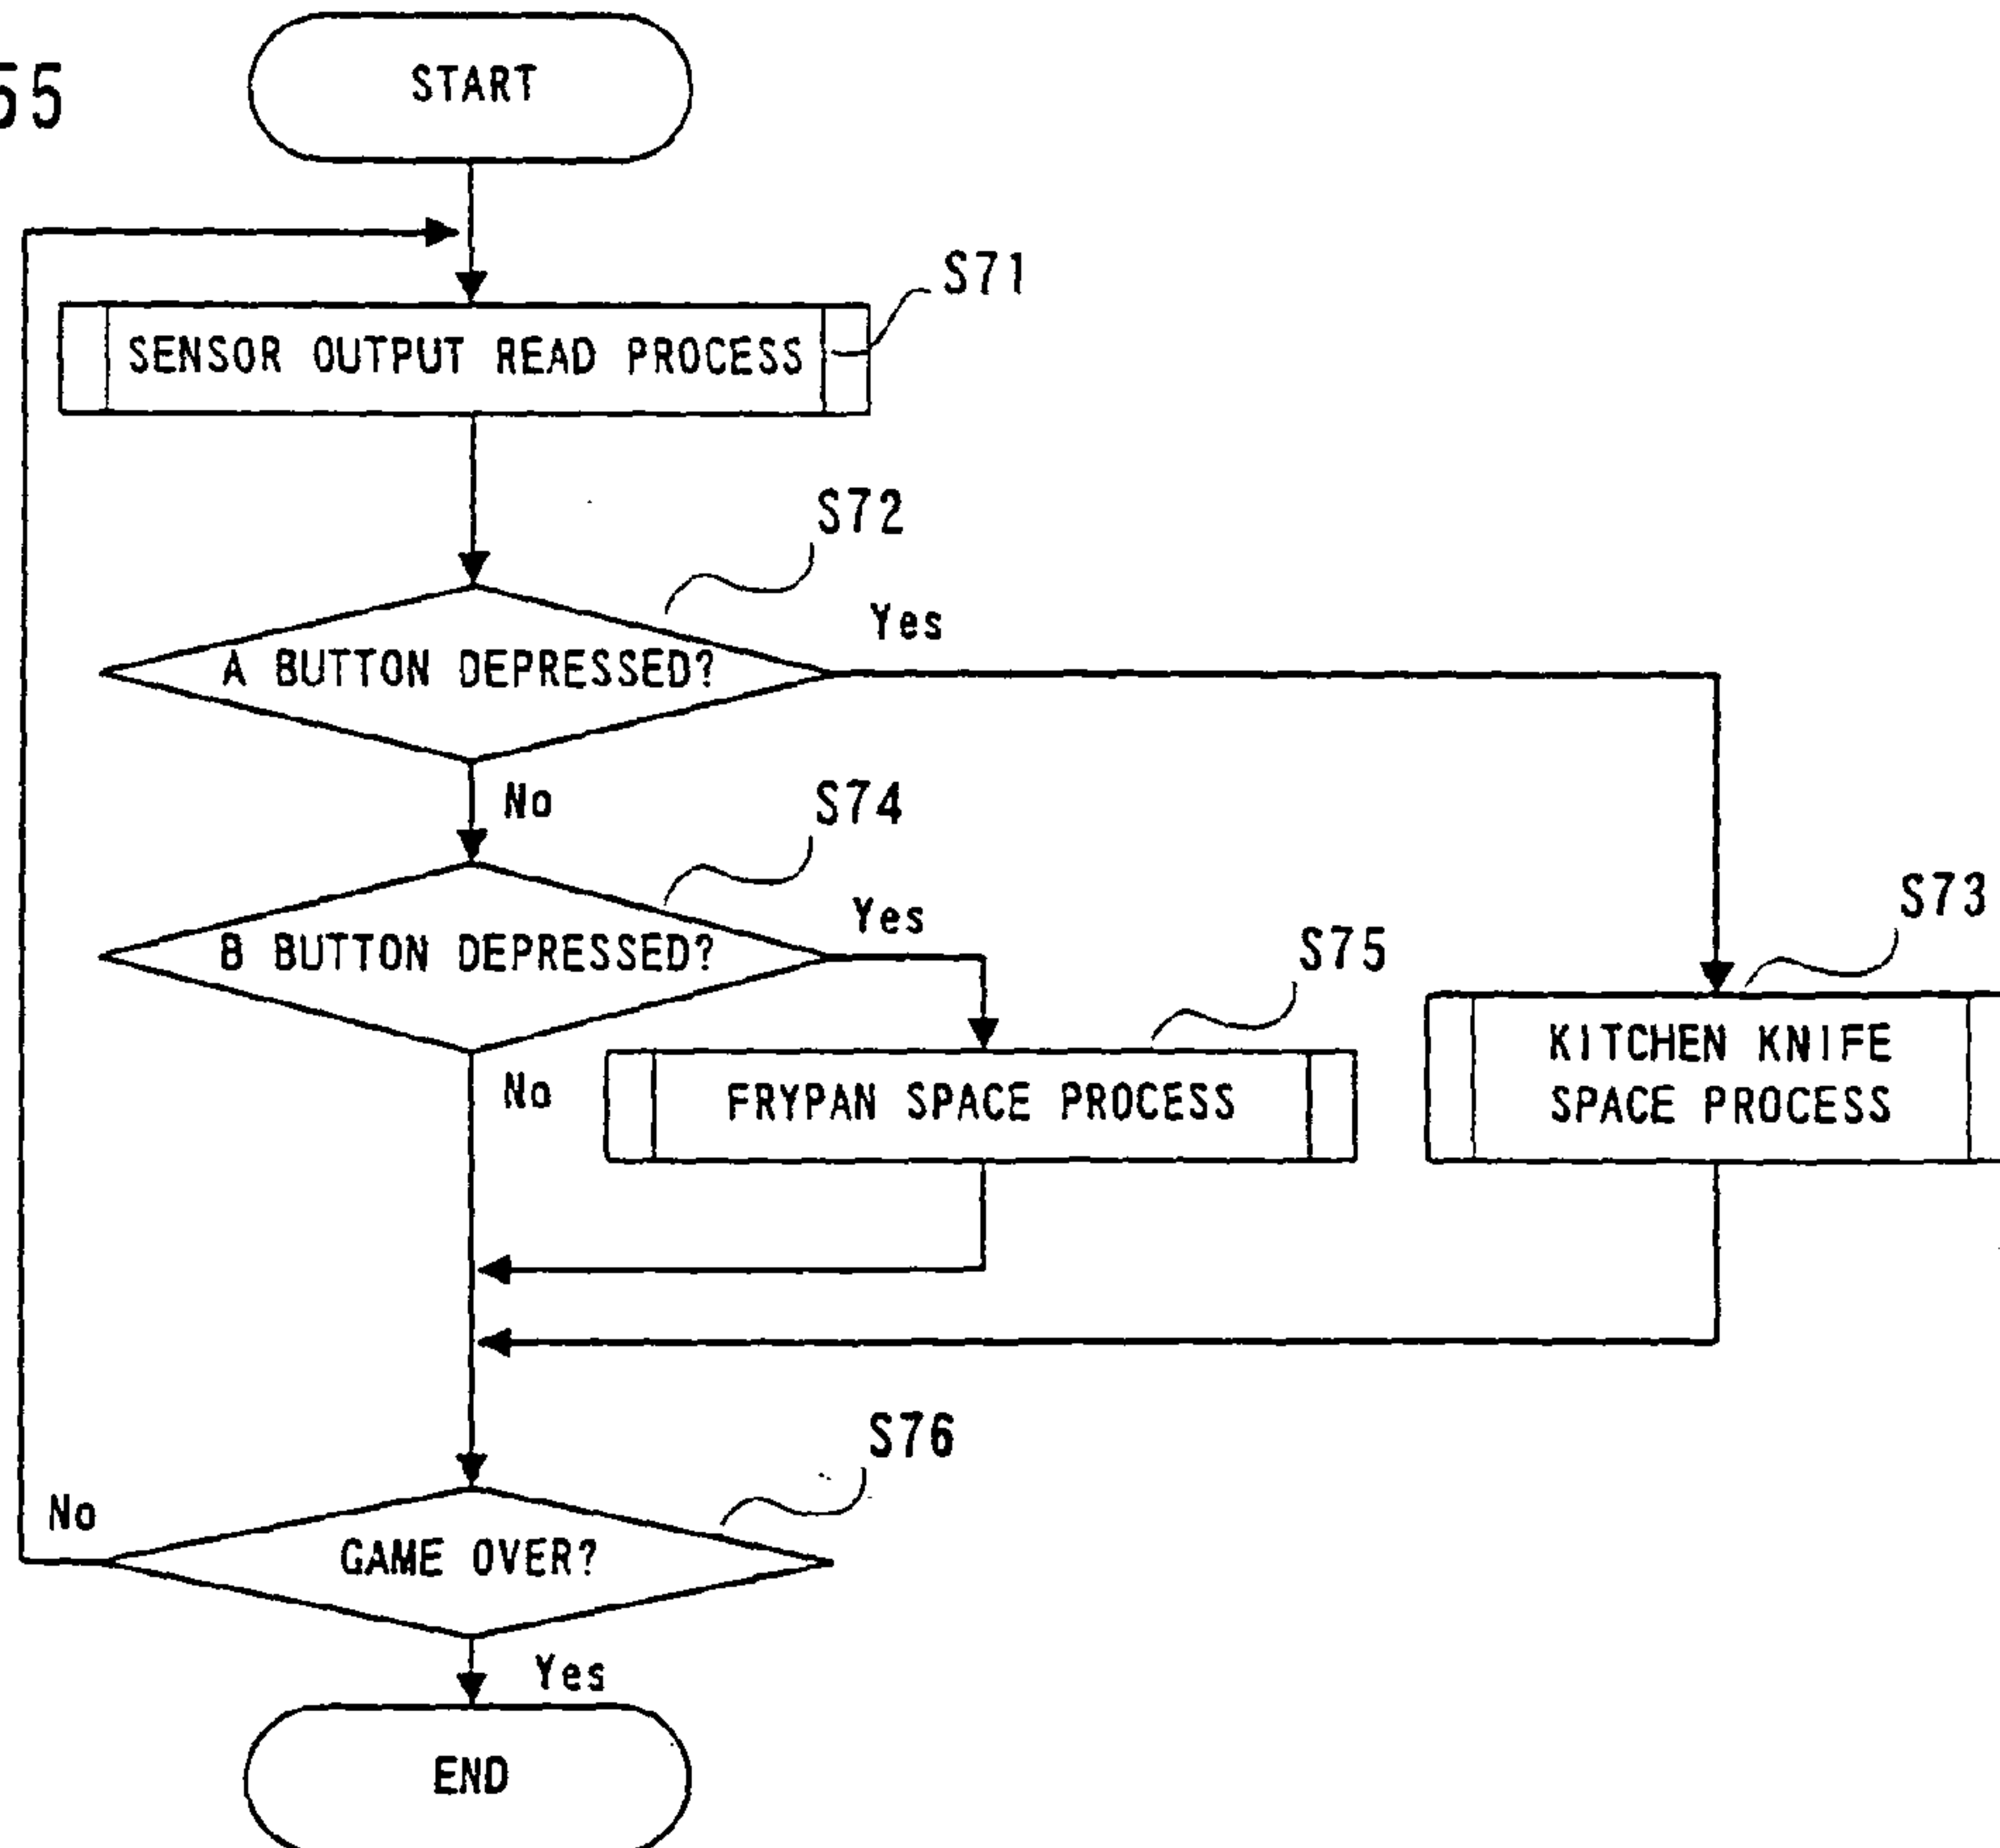 55
START
S71
SENSOR OUTPUT READ PROCESS
S72
Yes
A BUTTON DEPRESSED?
No
S74
Yes
B BUTTON DEPRESSED?
S73
S75
No
FRYPAN SPACE PROCESS
KITCHEN KNIFE
SPACE PROCESS
S76
No
GAME OVER?
Yes
END